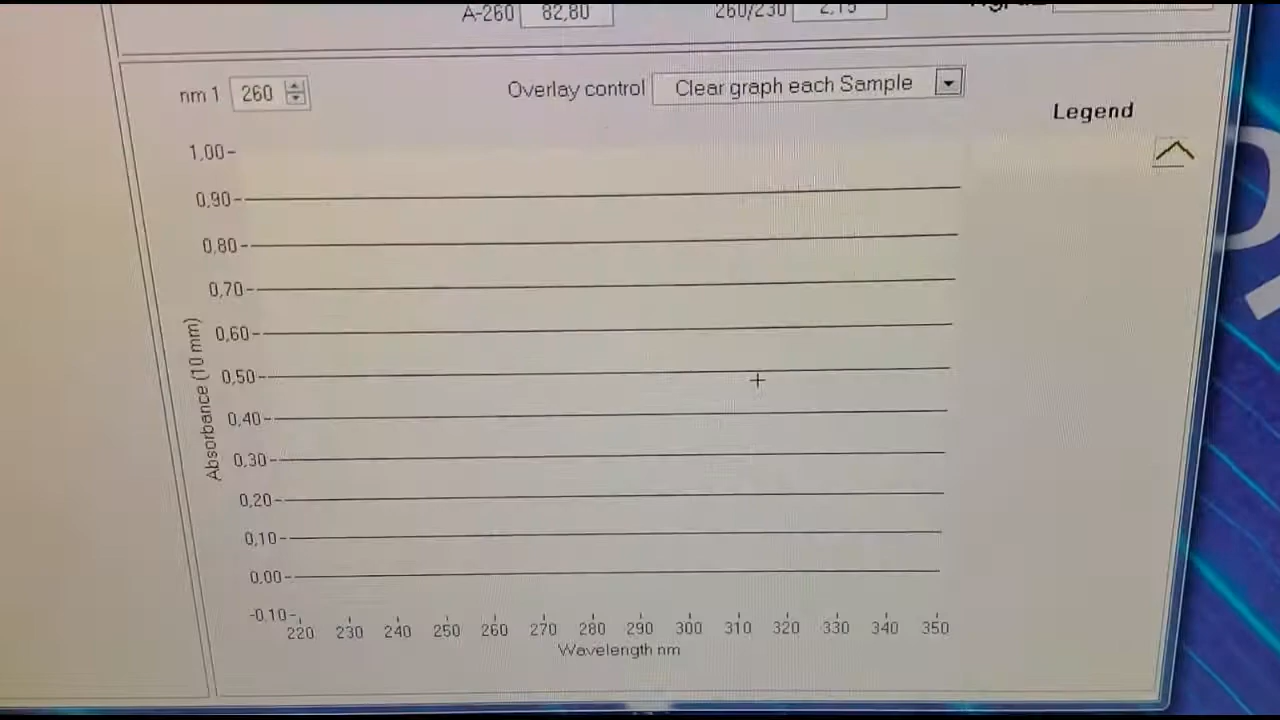 A-260 82,80 260/230 2,15
nm 1 260 Overlay control Clear graph each Sample
Legend
1,00
0,90
0,80
0,70
0,60
0,50
0,40
0,30
0,20
0,10
0,00
-0,10
Absorbance (10 mm)
220 230 240 250 260 270 280 290 300 310 320 330 340 350
Wavelength nm